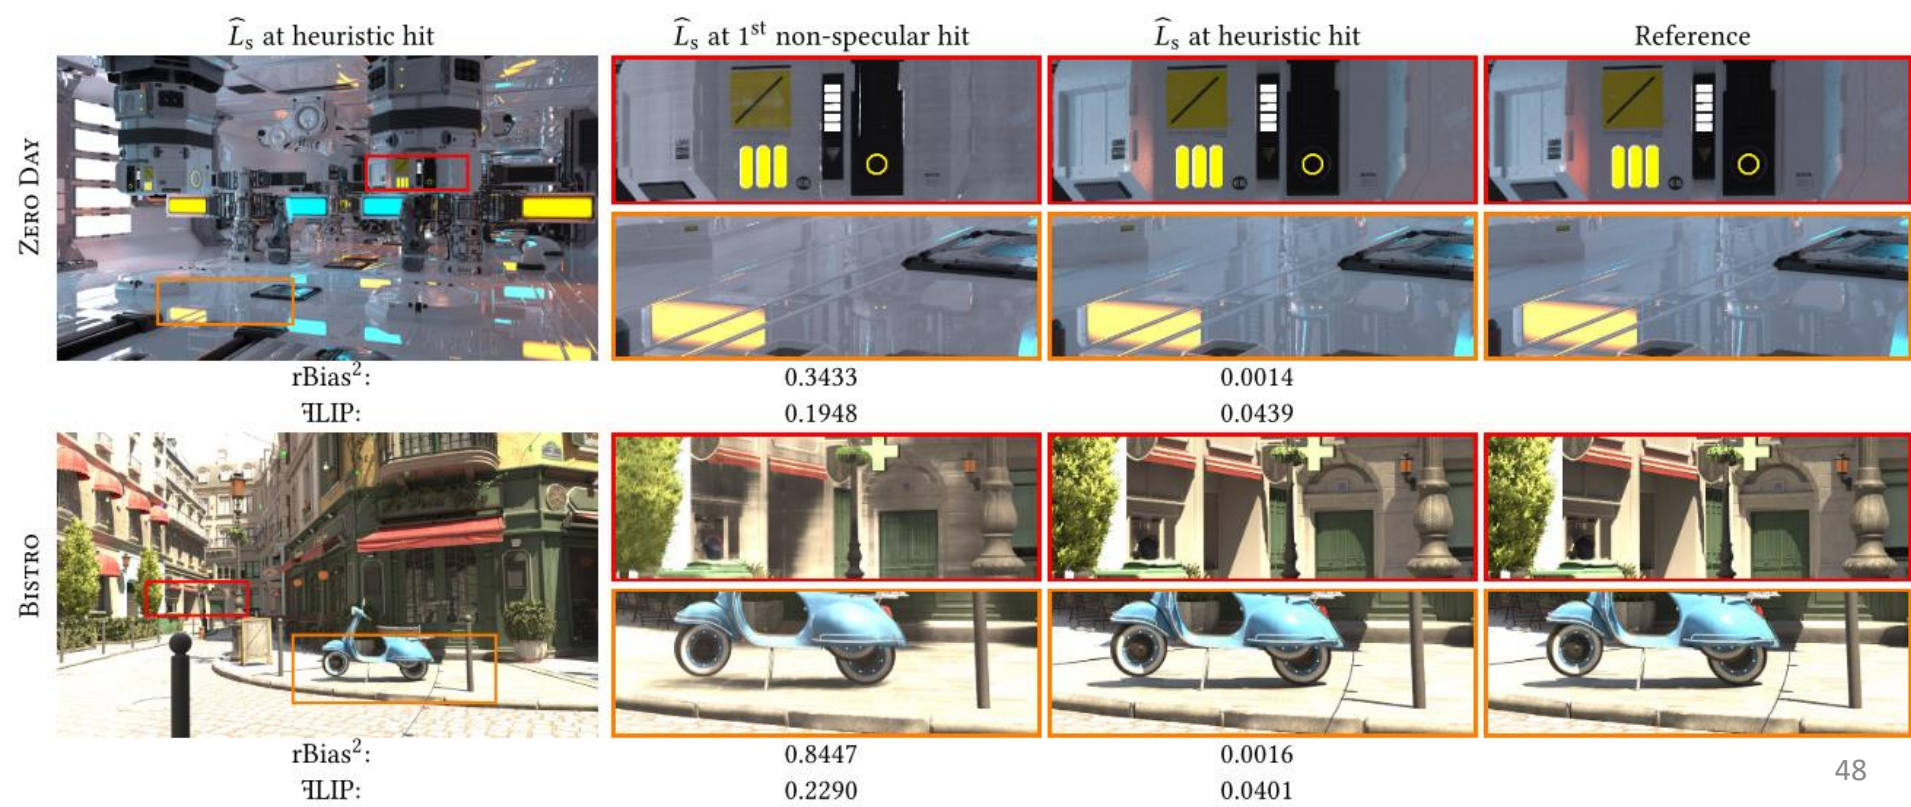 L̂s at heuristic hit
L̂s at 1st non-specular hit
L̂s at heuristic hit
Reference
ZERO DAY
rBias²: 0.3433 0.0014
ꟻLIP: 0.1948 0.0439
BISTRO
rBias²: 0.8447 0.0016
ꟻLIP: 0.2290 0.0401
48